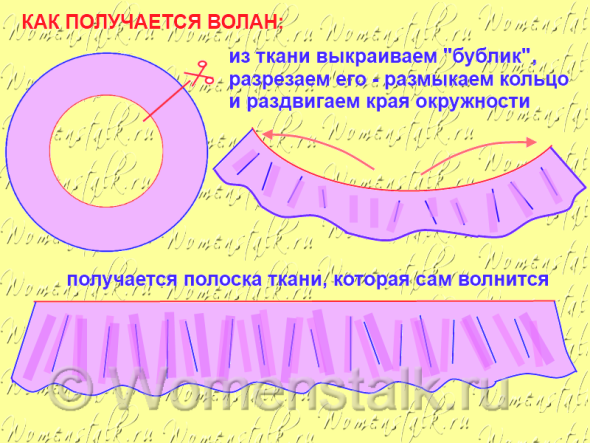 КАК ПОЛУЧАЕТСЯ ВОЛАН:
из ткани выкраиваем "бублик",
разрезаем его - размыкаем кольцо
и раздвигаем края окружности
получается полоска ткани, которая сам волнится
© Womenstalk.ru